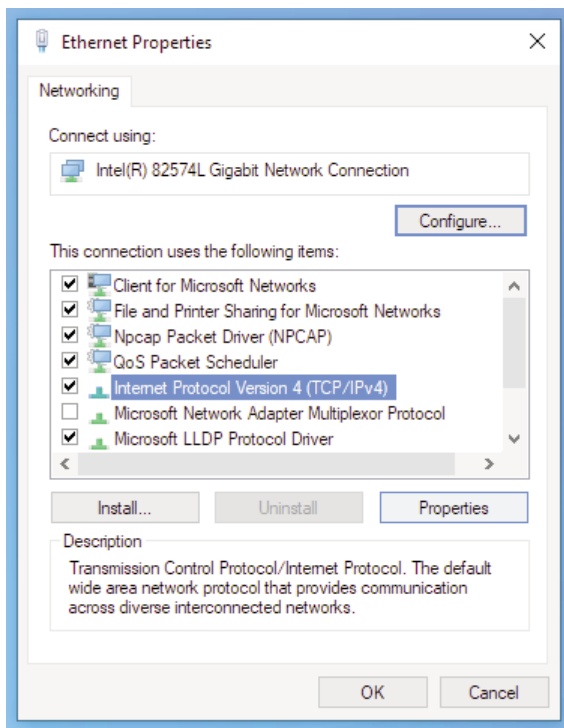 Ethernet Properties
Networking
Connect using:
Intel(R) 82574L Gigabit Network Connection
Configure...
This connection uses the following items:
Client for Microsoft Networks
File and Printer Sharing for Microsoft Networks
Npcap Packet Driver (NPCAP)
QoS Packet Scheduler
Internet Protocol Version 4 (TCP/IPv4)
Microsoft Network Adapter Multiplexor Protocol
Microsoft LLDP Protocol Driver
Install... Uninstall Properties
Description
Transmission Control Protocol/Internet Protocol. The default
wide area network protocol that provides communication
across diverse interconnected networks.
OK Cancel